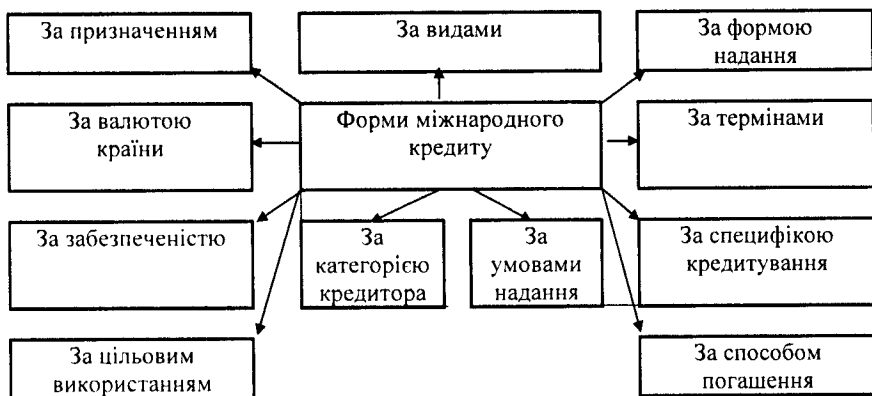 За призначенням
За видами
За формою
надання
За валютою
країни
Форми міжнародного
кредиту
За термінами
За забезпеченістю
За
категорією
кредитора
За
умовами
надання
За специфікою
кредитування
За цільовим
використанням
За способом
погашення